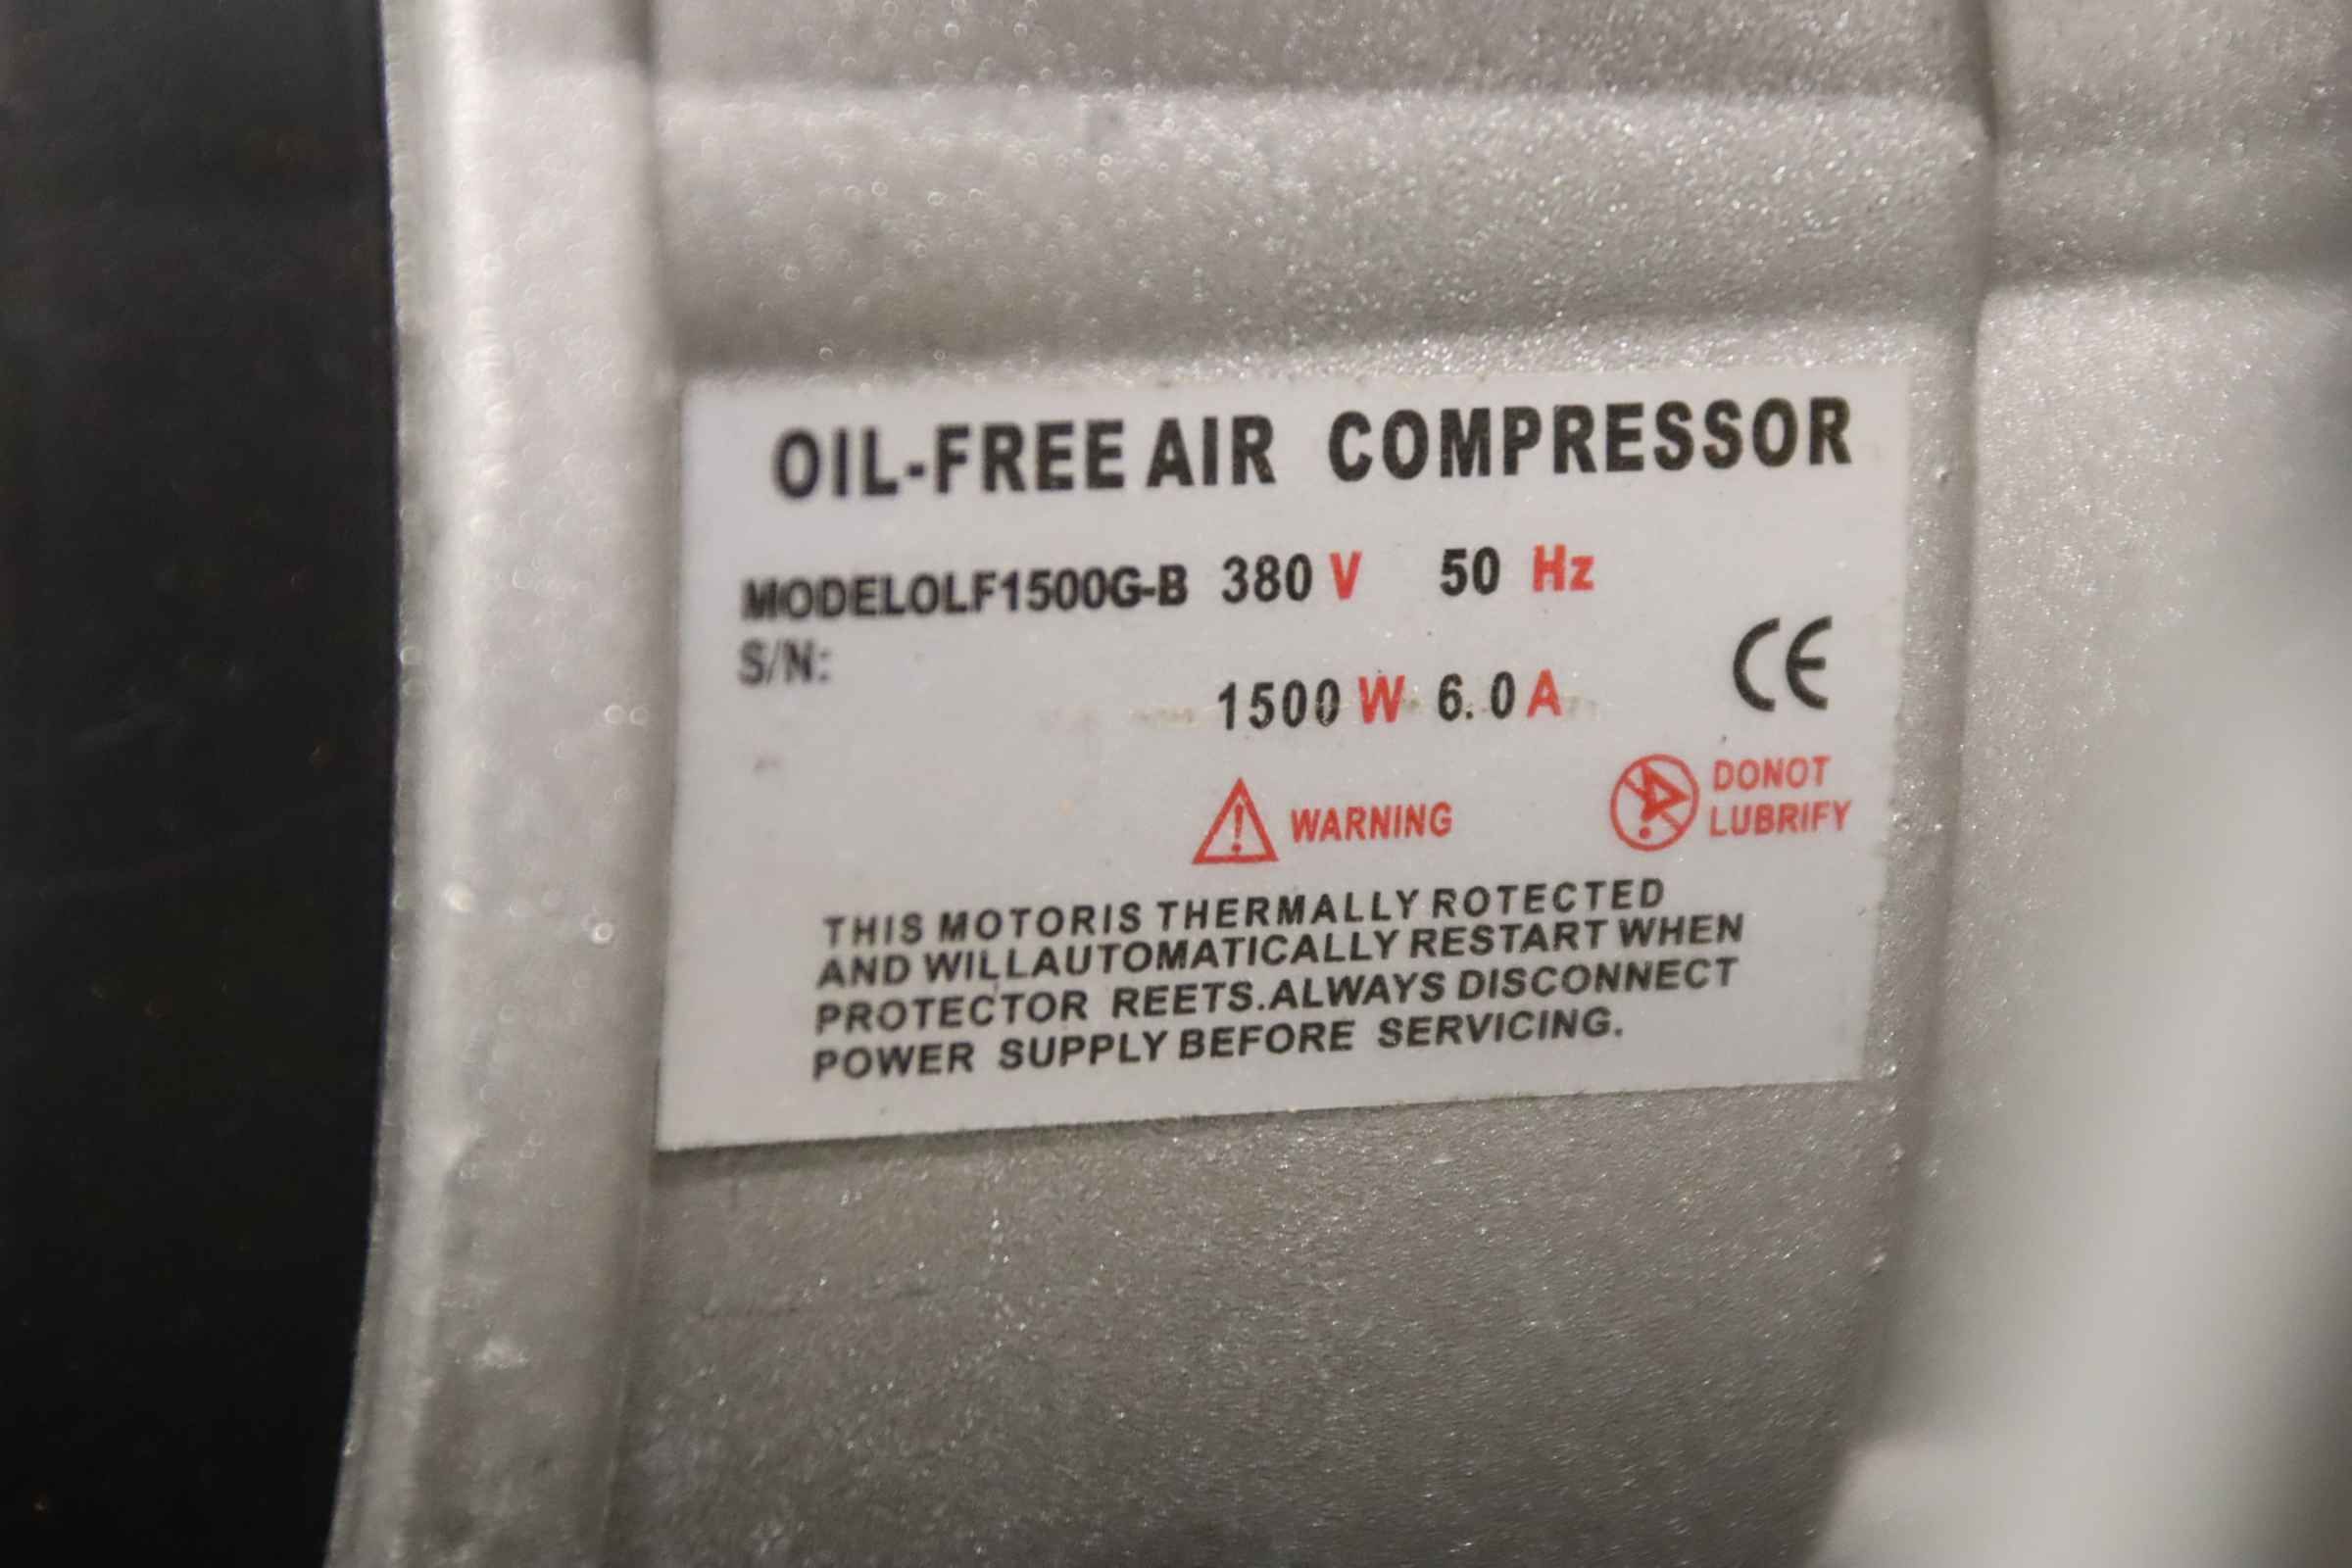 OIL-FREE AIR COMPRESSOR
MODELOLF1500G-B 380 V 50 Hz
S/N:
1500 W 6.0 A
CE
WARNING
DONOT
LUBRIFY
THIS MOTORIS THERMALLY ROTECTED
AND WILLAUTOMATICALLY RESTART WHEN
PROTECTOR REETS.ALWAYS DISCONNECT
POWER SUPPLY BEFORE SERVICING.